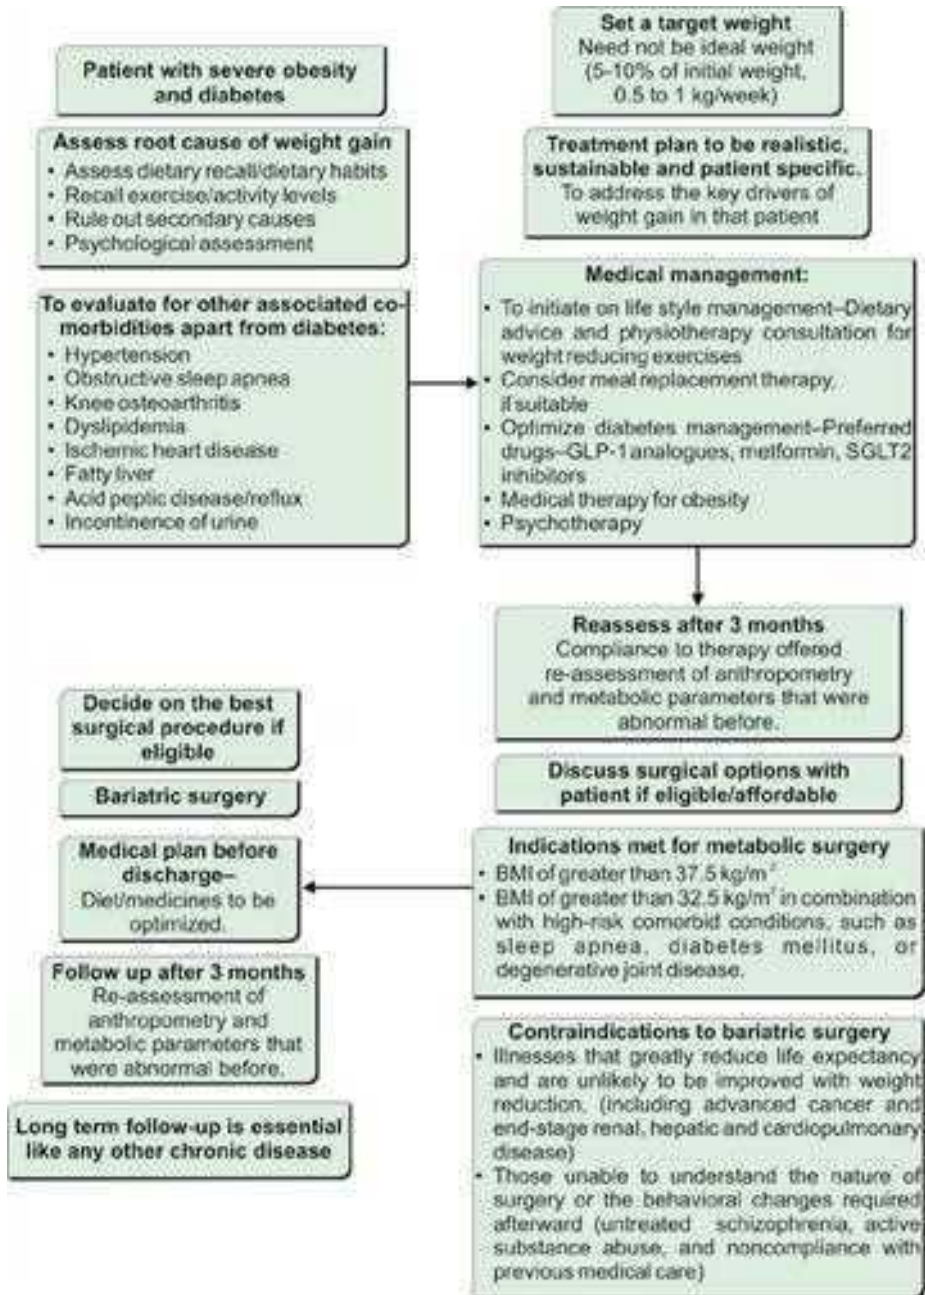 Patient with severe obesity
and diabetes
Assess root cause of weight gain
• Assess dietary recall/dietary habits
• Recall exercise/activity levels
• Rule out secondary causes
• Psychological assessment
To evaluate for other associated co-
morbidities apart from diabetes:
• Hypertension
• Obstructive sleep apnea
• Knee osteoarthritis
• Dyslipidemia
• Ischemic heart disease
• Fatty liver
• Acid peptic disease/reflux
• Incontinence of urine
Set a target weight
Need not be ideal weight
(5-10% of initial weight,
0.5 to 1 kg/week)
Treatment plan to be realistic,
sustainable and patient specific.
To address the key drivers of
weight gain in that patient
Medical management:
• To initiate on life style management–Dietary
advice and physiotherapy consultation for
weight reducing exercises
• Consider meal replacement therapy,
if suitable
• Optimize diabetes management–Preferred
drugs–GLP-1 analogues, metformin, SGLT2
inhibitors
• Medical therapy for obesity
• Psychotherapy
Reassess after 3 months
Compliance to therapy offered
re-assessment of anthropometry
and metabolic parameters that were
abnormal before.
Discuss surgical options with
patient if eligible/affordable
Indications met for metabolic surgery
• BMI of greater than 37.5 kg/m²
• BMI of greater than 32.5 kg/m² in combination
with high-risk comorbid conditions, such as
sleep apnea, diabetes mellitus, or
degenerative joint disease.
Contraindications to bariatric surgery
• Illnesses that greatly reduce life expectancy
and are unlikely to be improved with weight
reduction, (including advanced cancer and
end-stage renal, hepatic and cardiopulmonary
disease)
• Those unable to understand the nature of
surgery or the behavioral changes required
afterward (untreated schizophrenia, active
substance abuse, and noncompliance with
previous medical care)
Decide on the best
surgical procedure if
eligible
Bariatric surgery
Medical plan before
discharge–
Diet/medicines to be
optimized.
Follow up after 3 months
Re-assessment of
anthropometry and
metabolic parameters that
were abnormal before.
Long term follow-up is essential
like any other chronic disease